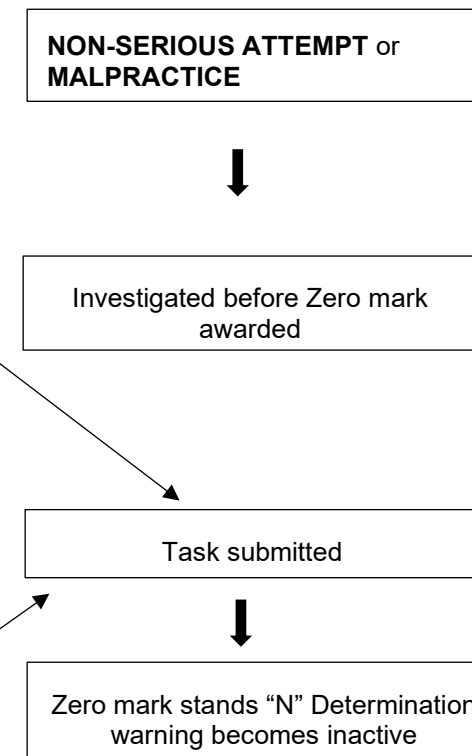 NON-SERIOUS ATTEMPT or
MALPRACTICE
Investigated before Zero mark
awarded
Task submitted
Zero mark stands “N” Determination
warning becomes inactive